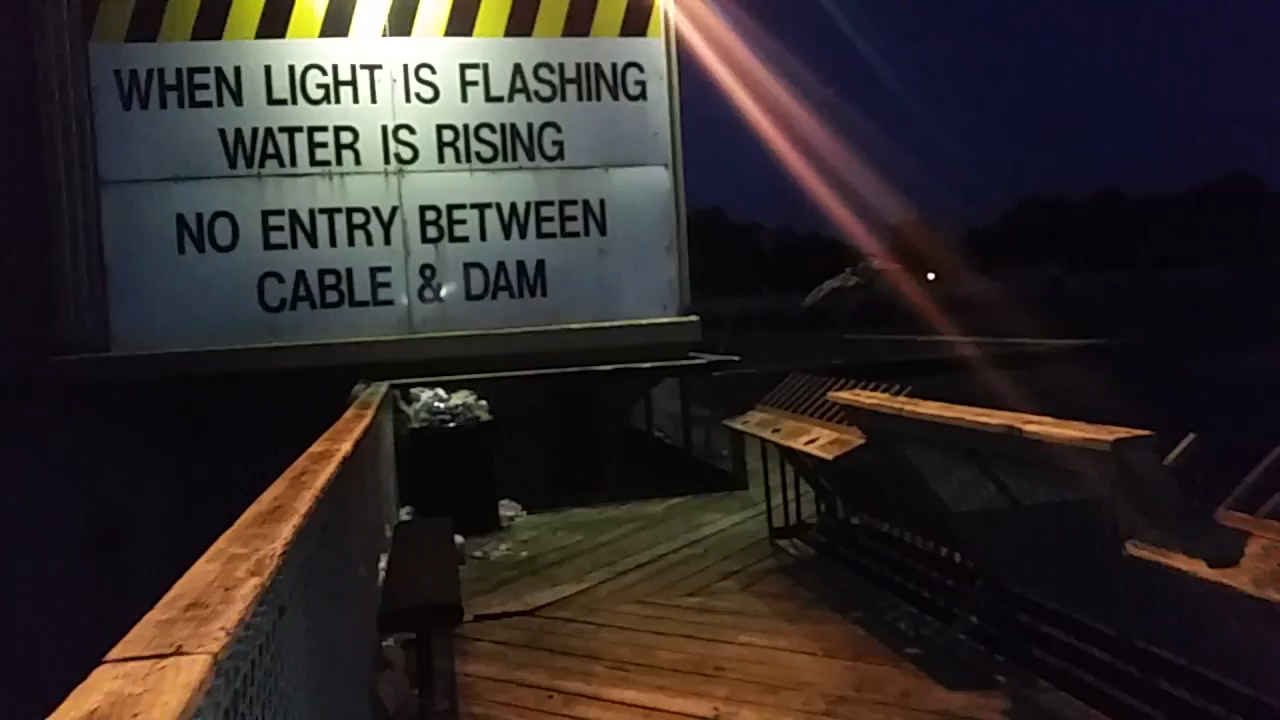 WHEN LIGHT IS FLASHING
WATER IS RISING
NO ENTRY BETWEEN
CABLE & DAM